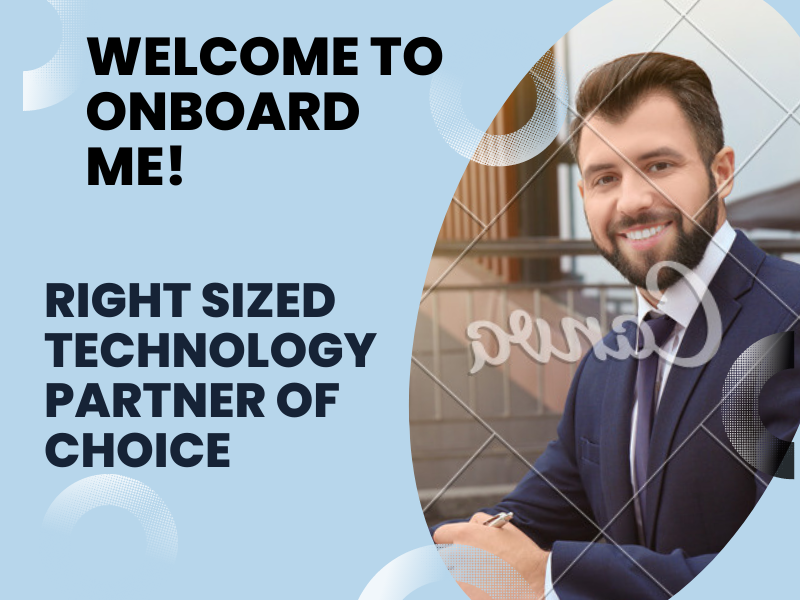 WELCOME TO
ONBOARD
ME!
RIGHT SIZED
TECHNOLOGY
PARTNER OF
CHOICE
Canva